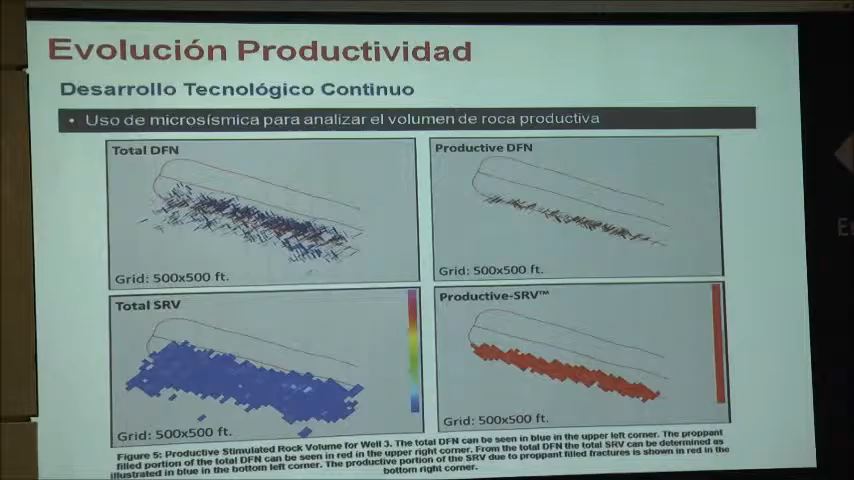 Evolución Productividad
Desarrollo Tecnológico Continuo
• Uso de microsísmica para analizar el volumen de roca productiva
Total DFN
Productive DFN
Grid: 500x500 ft.
Grid: 500x500 ft.
Total SRV
Productive-SRV™
Grid: 500x500 ft.
Grid: 500x500 ft.
Figure 5: Productive Stimulated Rock Volume for Well 3. The total DFN can be seen in blue in the upper left corner. The proppant
filled portion of the total DFN can be seen in red in the upper right corner. From the total DFN the total SRV can be determined as
illustrated in blue in the bottom left corner. The productive portion of the SRV due to proppant filled fractures is shown in red in the
bottom right corner.